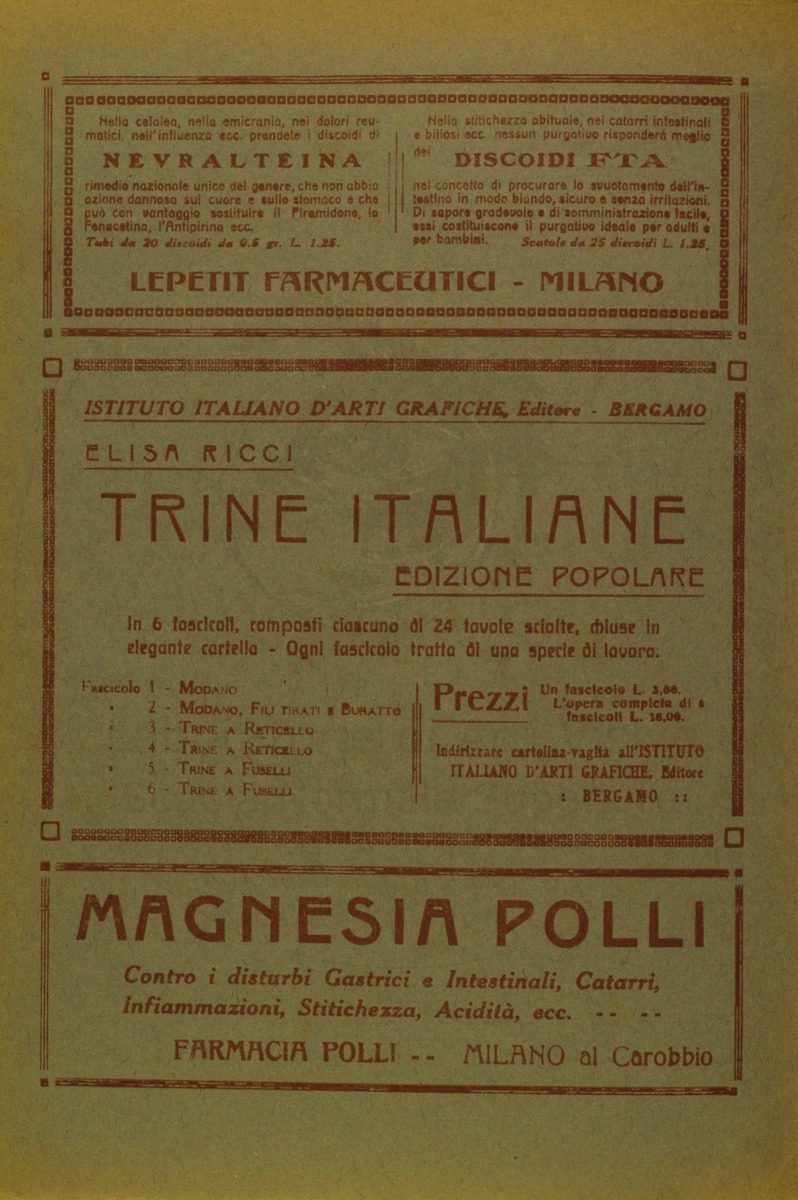 Nella cefalea, nella emicrania, nei dolori reu-
matici, nell'influenza ecc. prendete i discoidi di
NEVRALTEINA
rimedio nazionale unico del genere, che non abbia
azione dannosa sul cuore e sullo stomaco e che
può con vantaggio sostituire il Piramidone, la
Fenacetina, l'Antipirina ecc.
Tubi da 20 discoidi da 0.5 gr. L. 1.25.
Nella stitichezza abituale, nei catarri intestinali
e biliosi ecc. nessun purgativo risponderà meglio
dei DISCOIDI FTA
nel concetto di procurare lo svuotamento dell'in-
testino in modo blando, sicuro e senza irritazioni.
Di sapore gradevole e di somministrazione facile,
essi costituiscono il purgativo ideale per adulti e
per bambini. Scatole da 25 discoidi L. 1.25.
LEPETIT FARMACEUTICI - MILANO
ISTITUTO ITALIANO D'ARTI GRAFICHE, Editore - BERGAMO
ELISA RICCI
TRINE ITALIANE
EDIZIONE POPOLARE
In 6 fascicoli, composti ciascuno di 24 tavole sciolte, chiuse in
elegante cartella - Ogni fascicolo tratta di una specie di lavoro.
Fascicolo 1 - Modano
" 2 - Modano, Fili tirati e Buratto
" 3 - Trine a Reticello
" 4 - Trine a Reticello
" 5 - Trine a Fuselli
" 6 - Trine a Fuselli
Prezzi Un fascicolo L. 3,00.
L'opera completa di 6
fascicoli L. 16,00.
Indirizzare cartolina-vaglia all'ISTITUTO
ITALIANO D'ARTI GRAFICHE, Editore
: BERGAMO ::
MAGNESIA POLLI
Contro i disturbi Gastrici e Intestinali, Catarri,
Infiammazioni, Stitichezza, Acidità, ecc. -- --
FARMACIA POLLI -- MILANO al Carobbio